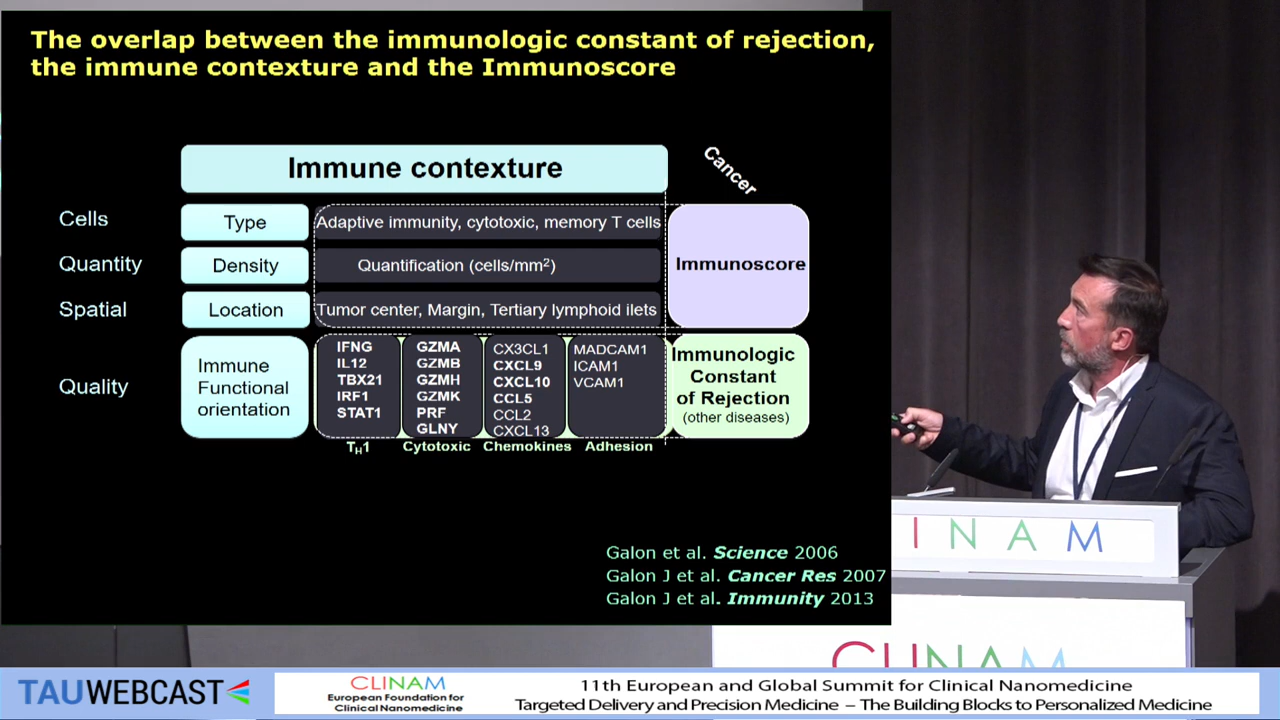 The overlap between the immunologic constant of rejection,
the immune contexture and the Immunoscore
Immune contexture
Cancer
Cells
Type
Adaptive immunity, cytotoxic, memory T cells
Quantity
Density
Quantification (cells/mm²)
Immunoscore
Spatial
Location
Tumor center, Margin, Tertiary lymphoid ilets
Quality
Immune
Functional
orientation
IFNG
IL12
TBX21
IRF1
STAT1
TH1
GZMA
GZMB
GZMH
GZMK
PRF
GLNY
Cytotoxic
CX3CL1
CXCL9
CXCL10
CCL5
CCL2
CXCL13
Chemokines
MADCAM1
ICAM1
VCAM1
Adhesion
Immunologic
Constant
of Rejection
(other diseases)
Galon et al. Science 2006
Galon J et al. Cancer Res 2007
Galon J et al. Immunity 2013
INAM
CLINAM
TAUWEBCAST
CLINAM
European Foundation for
Clinical Nanomedicine
11th European and Global Summit for Clinical Nanomedicine
Targeted Delivery and Precision Medicine – The Building Blocks to Personalized Medicine